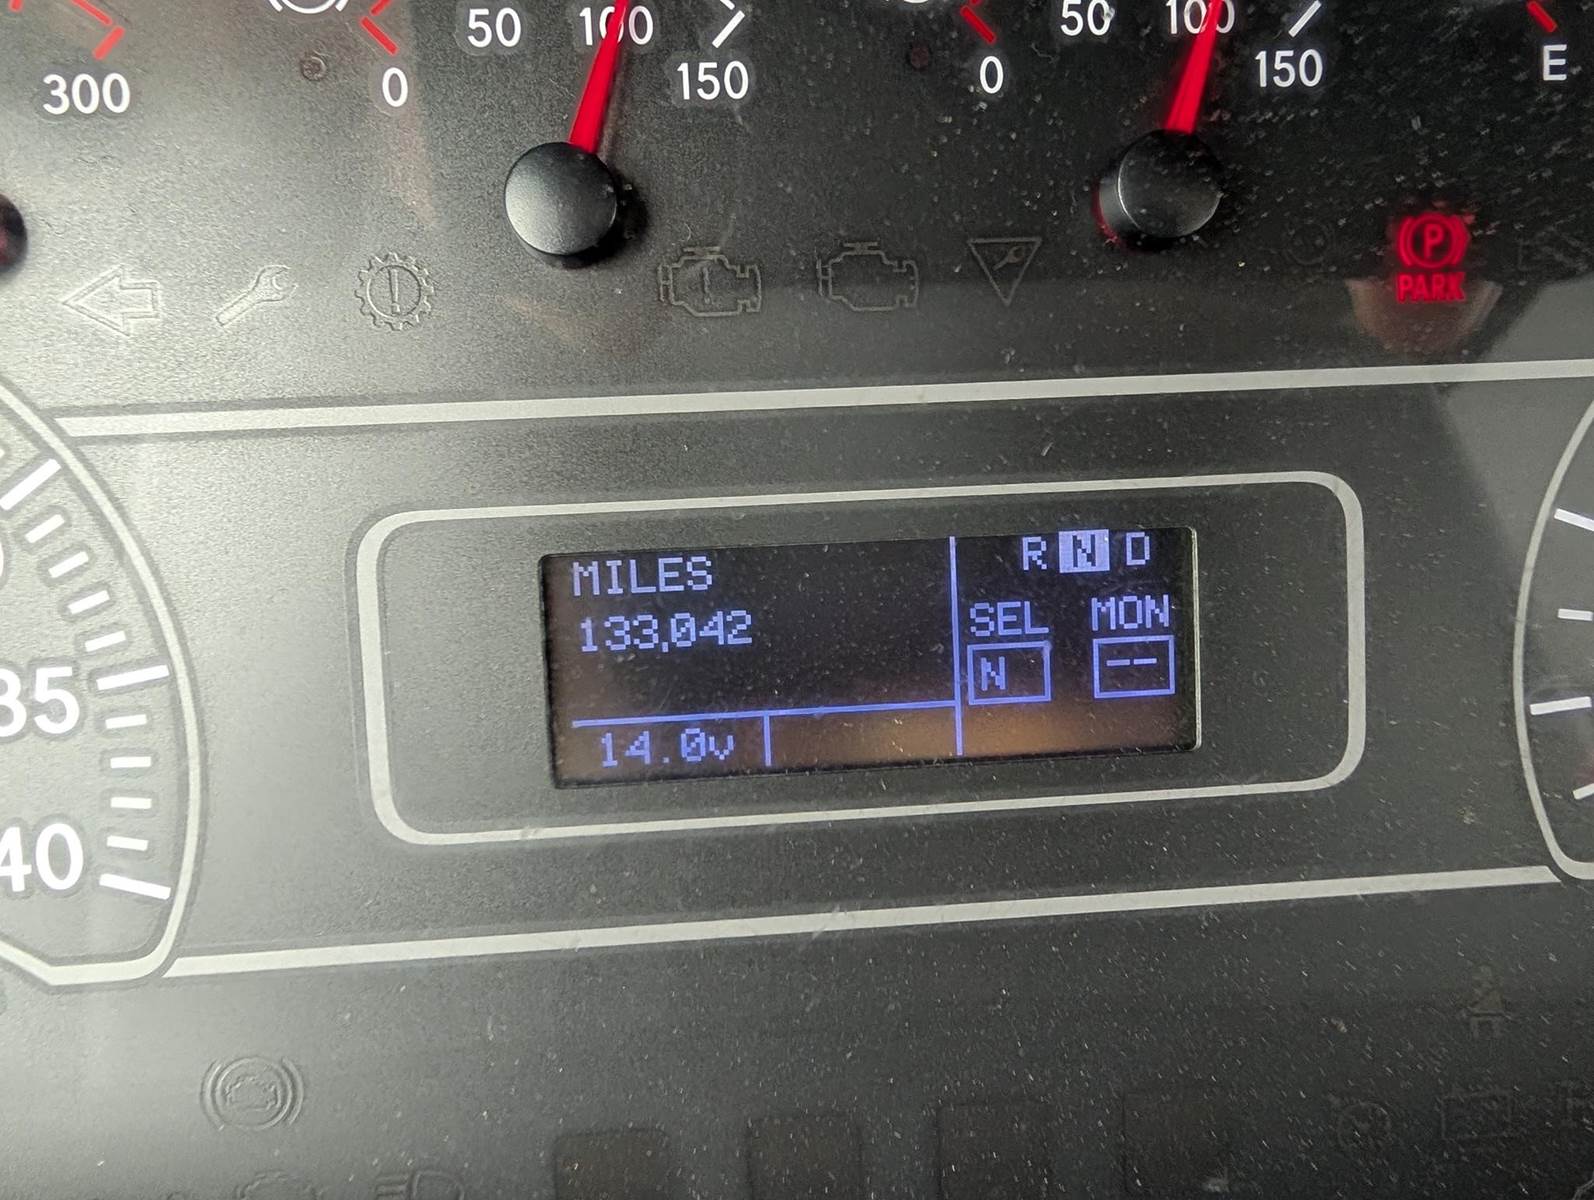 50 100
300 0 150
50 100
0 150 E
P
PARK
MILES
133,042
14.0v
R N D
SEL MON
N --
35
40